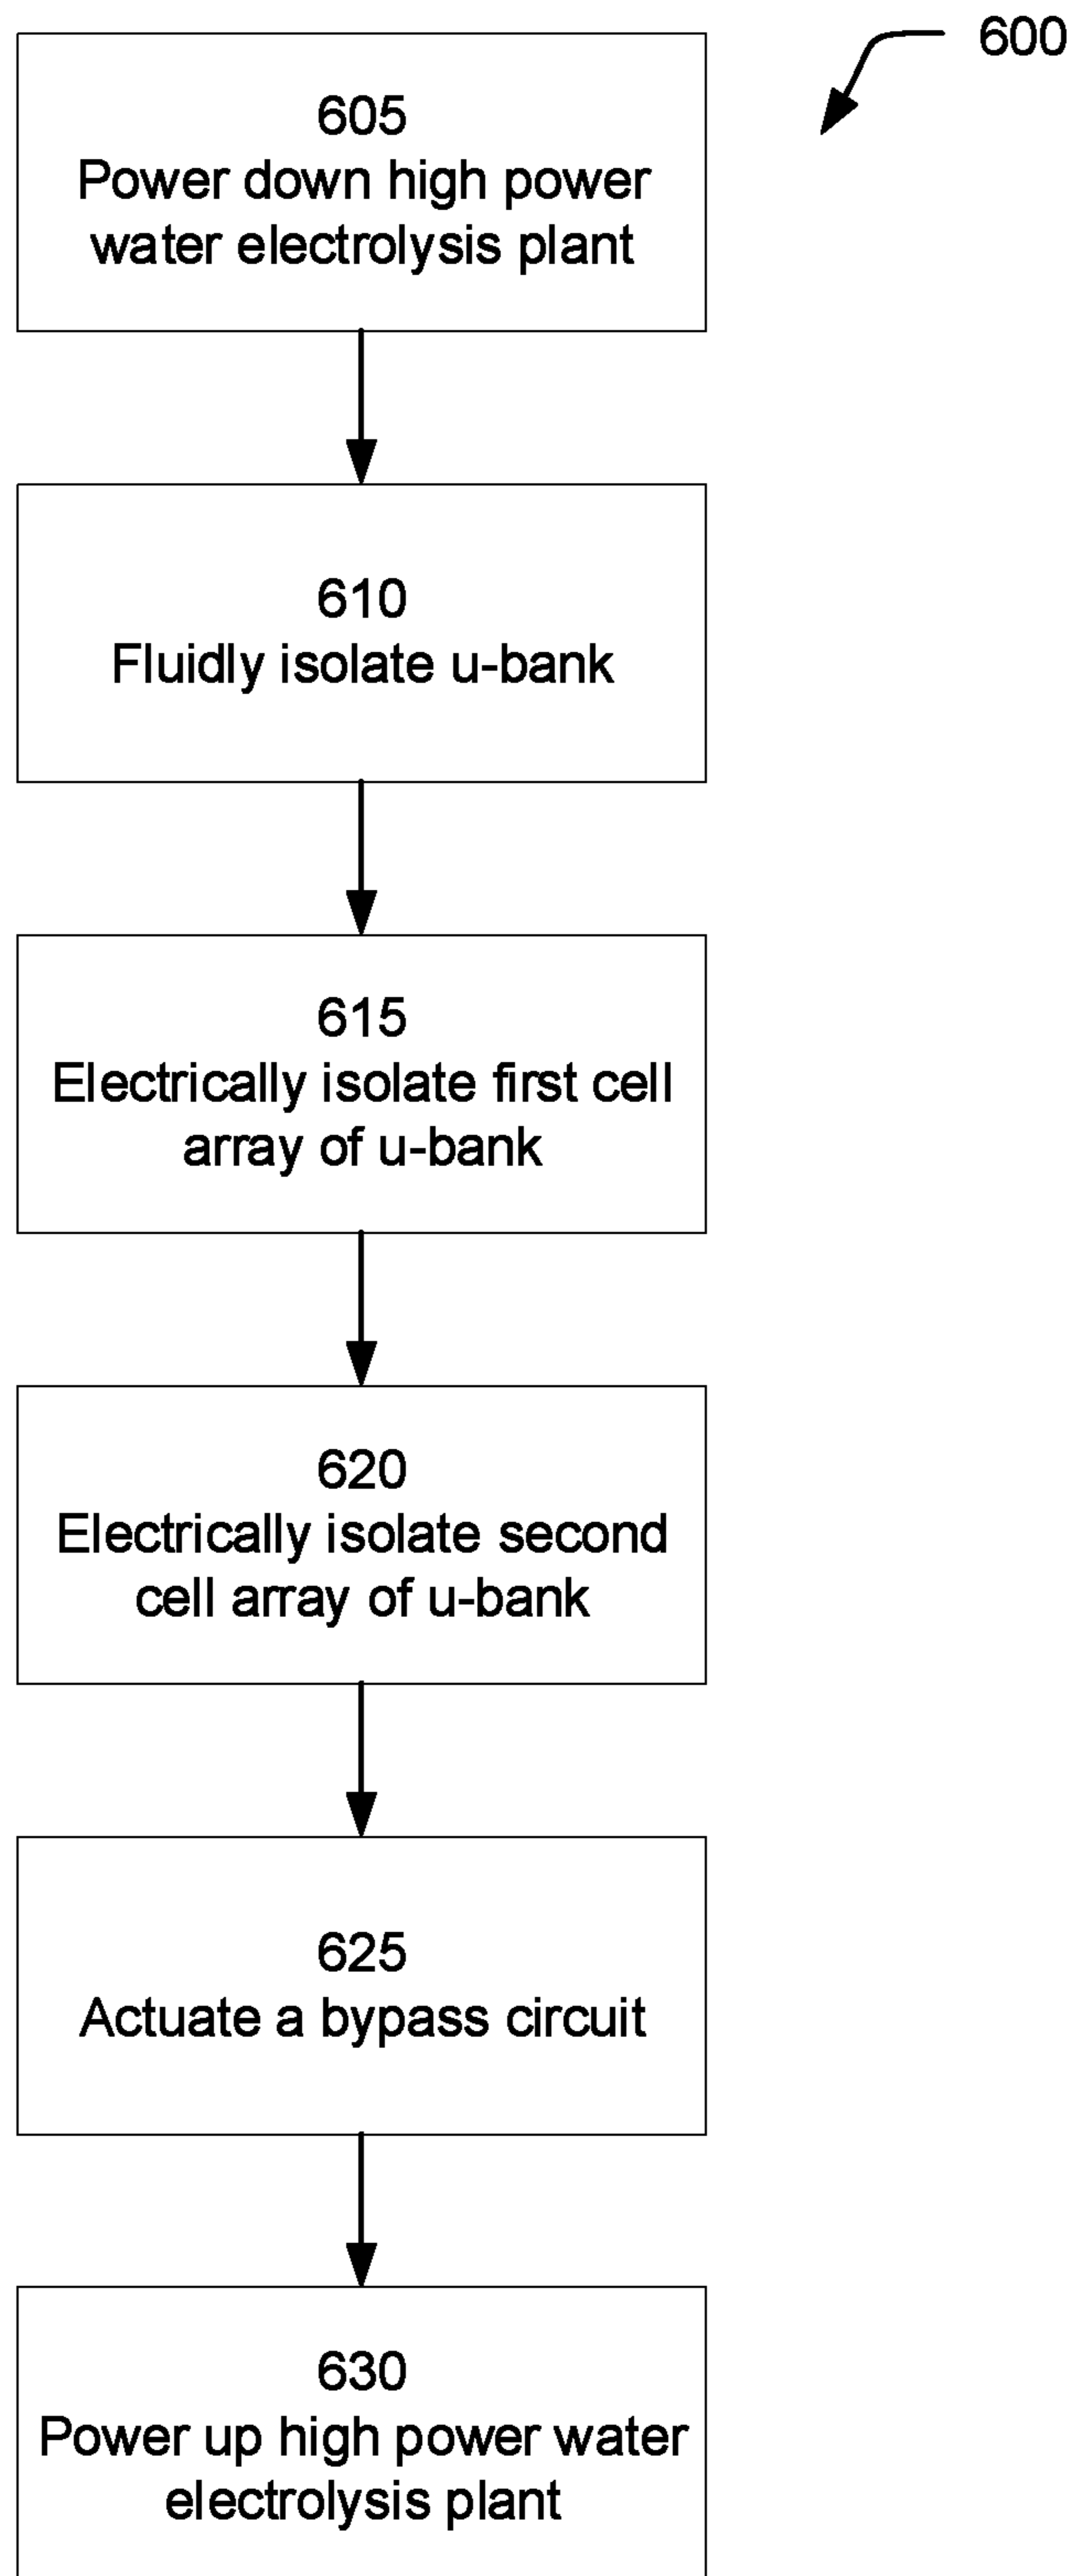 600
605
Power down high power
water electrolysis plant
610
Fluidly isolate u-bank
615
Electrically isolate first cell
array of u-bank
620
Electrically isolate second
cell array of u-bank
625
Actuate a bypass circuit
630
Power up high power water
electrolysis plant